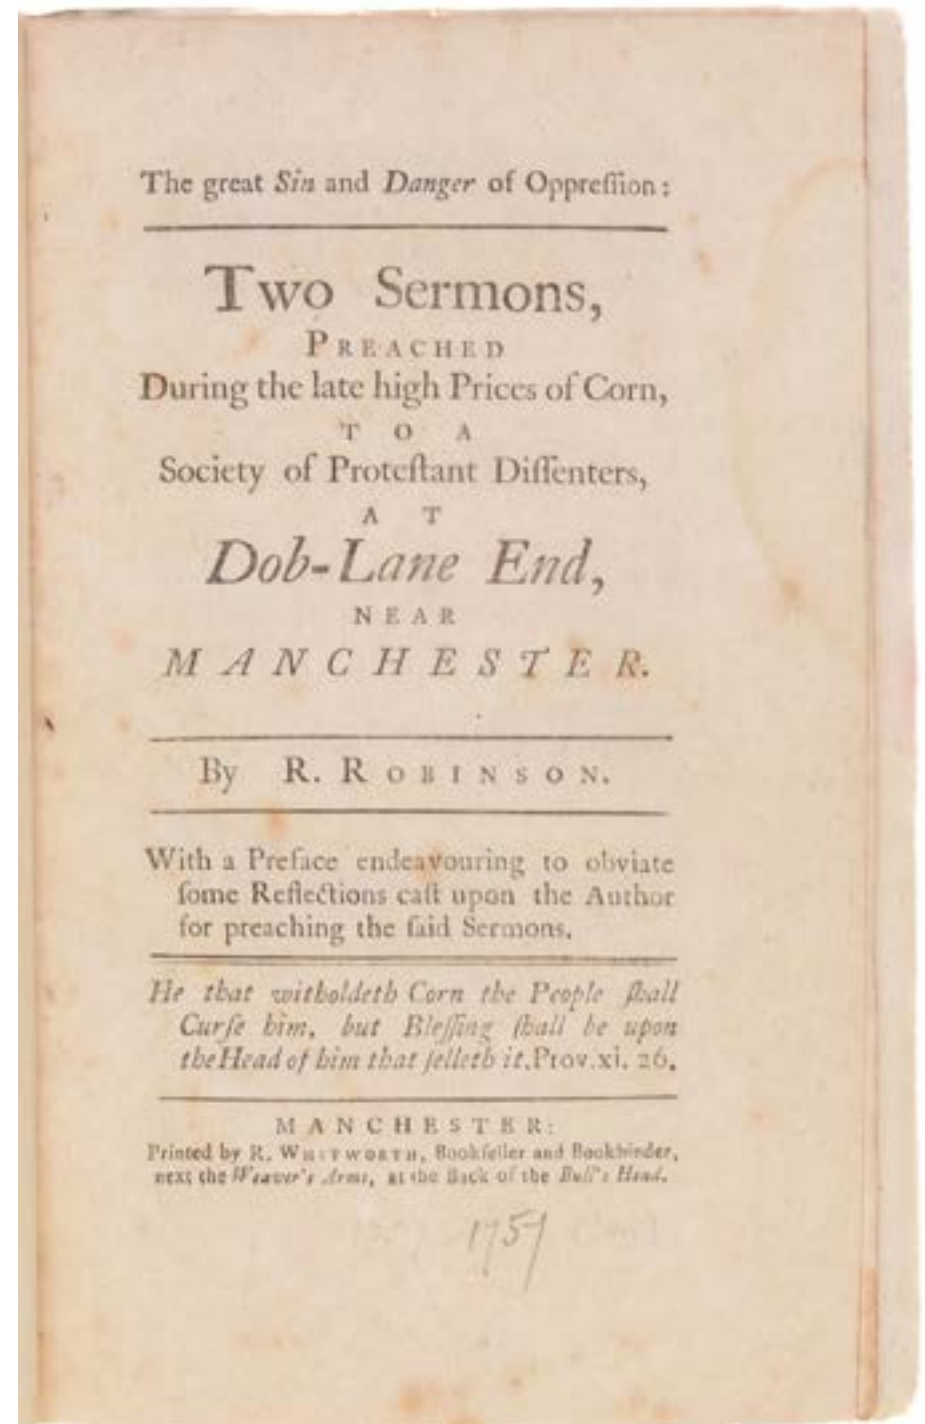 The great Sin and Danger of Oppreſſion:
Two Sermons,
PREACHED
During the late high Prices of Corn,
TO A
Society of Proteſtant Diſſenters,
AT
Dob-Lane End,
NEAR
MANCHESTER.
By R. ROBINSON.
With a Preface endeavouring to obviate
ſome Reflections caſt upon the Author
for preaching the ſaid Sermons.
He that witholdeth Corn the People ſhall
Curſe him, but Bleſſing ſhall be upon
the Head of him that ſelleth it. Prov. xi. 26.
MANCHESTER:
Printed by R. WHITWORTH, Bookſeller and Bookbinder,
next the Weaver's Arms, at the Back of the Bull's Head.
1757